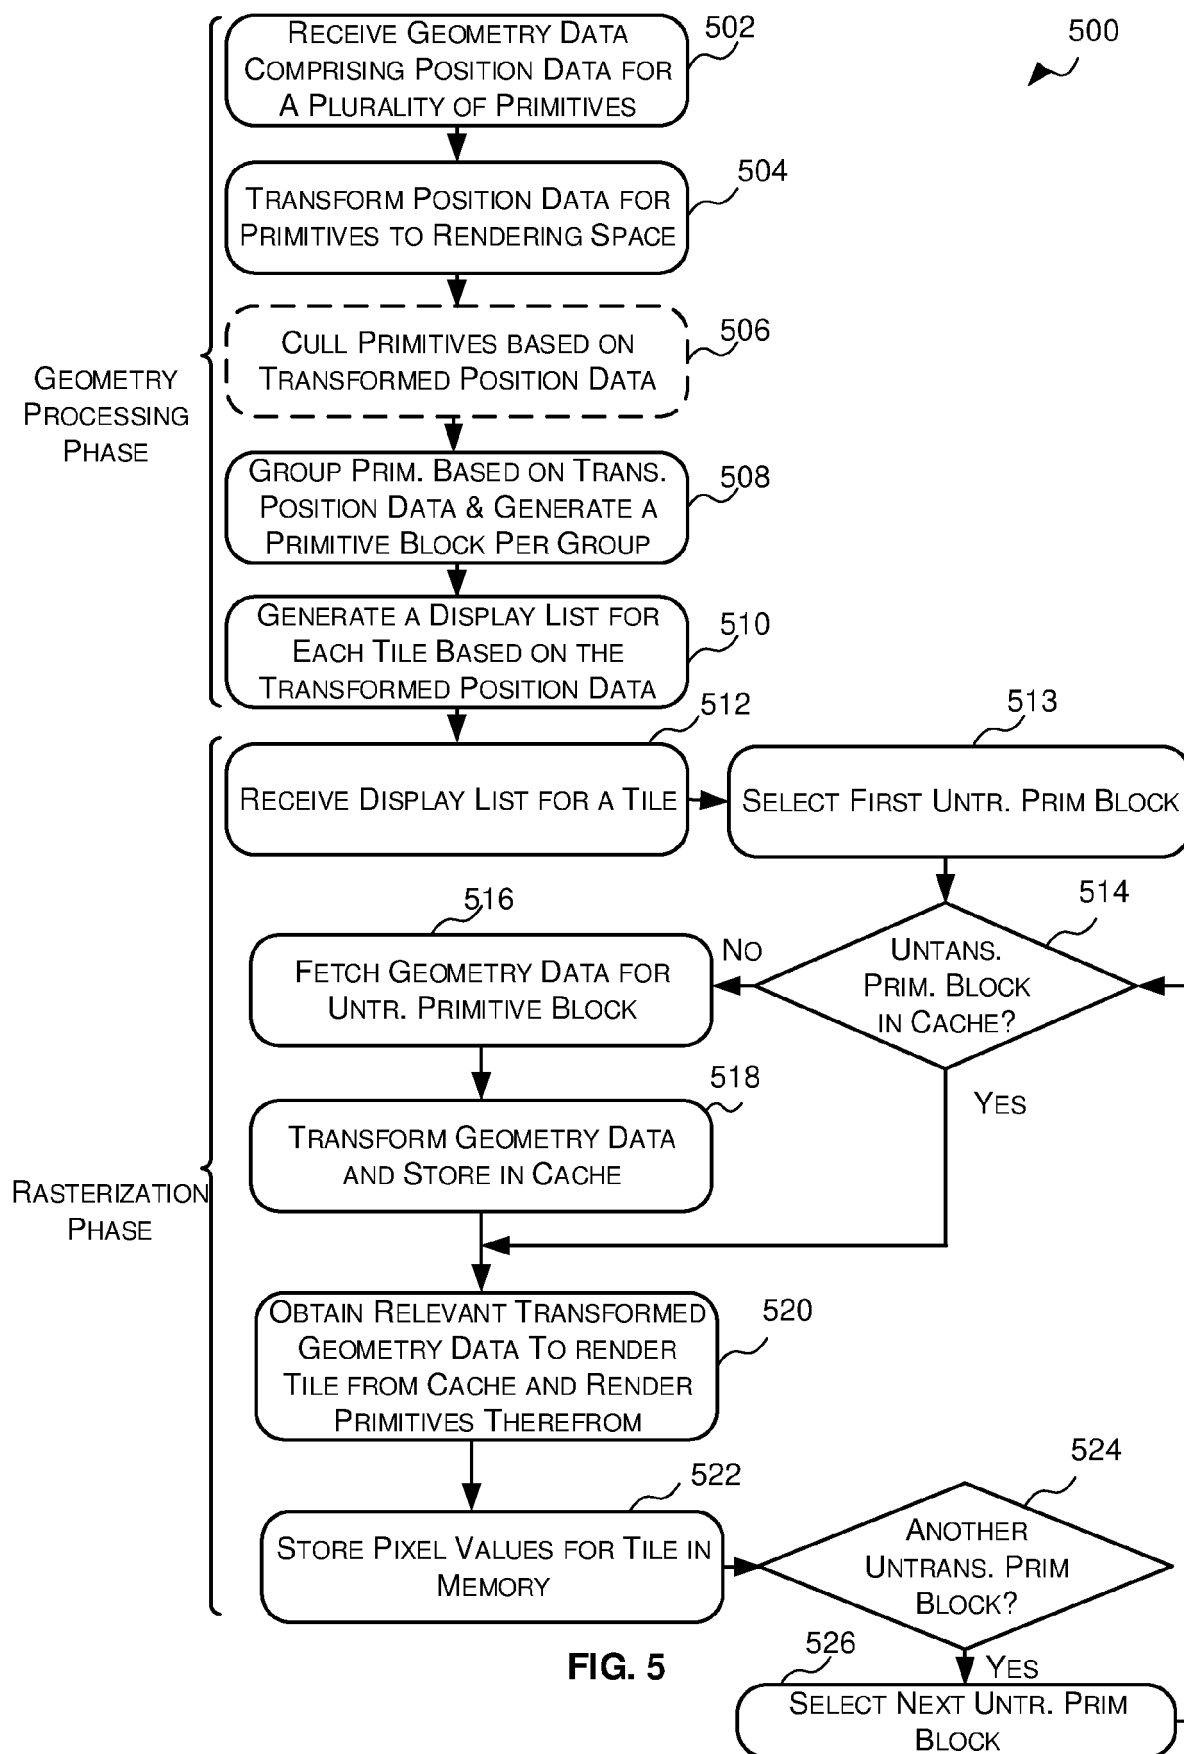 502
500
RECEIVE GEOMETRY DATA
COMPRISING POSITION DATA FOR
A PLURALITY OF PRIMITIVES
504
TRANSFORM POSITION DATA FOR
PRIMITIVES TO RENDERING SPACE
506
CULL PRIMITIVES BASED ON
TRANSFORMED POSITION DATA
GEOMETRY
PROCESSING
PHASE
508
GROUP PRIM. BASED ON TRANS.
POSITION DATA & GENERATE A
PRIMITIVE BLOCK PER GROUP
510
GENERATE A DISPLAY LIST FOR
EACH TILE BASED ON THE
TRANSFORMED POSITION DATA
512
RECEIVE DISPLAY LIST FOR A TILE
513
SELECT FIRST UNTR. PRIM BLOCK
514
UNTANS.
PRIM. BLOCK
IN CACHE?
NO
YES
516
FETCH GEOMETRY DATA FOR
UNTR. PRIMITIVE BLOCK
518
TRANSFORM GEOMETRY DATA
AND STORE IN CACHE
RASTERIZATION
PHASE
520
OBTAIN RELEVANT TRANSFORMED
GEOMETRY DATA TO RENDER
TILE FROM CACHE AND RENDER
PRIMITIVES THEREFROM
522
STORE PIXEL VALUES FOR TILE IN
MEMORY
524
ANOTHER
UNTRANS. PRIM
BLOCK?
YES
526
SELECT NEXT UNTR. PRIM
BLOCK
FIG. 5